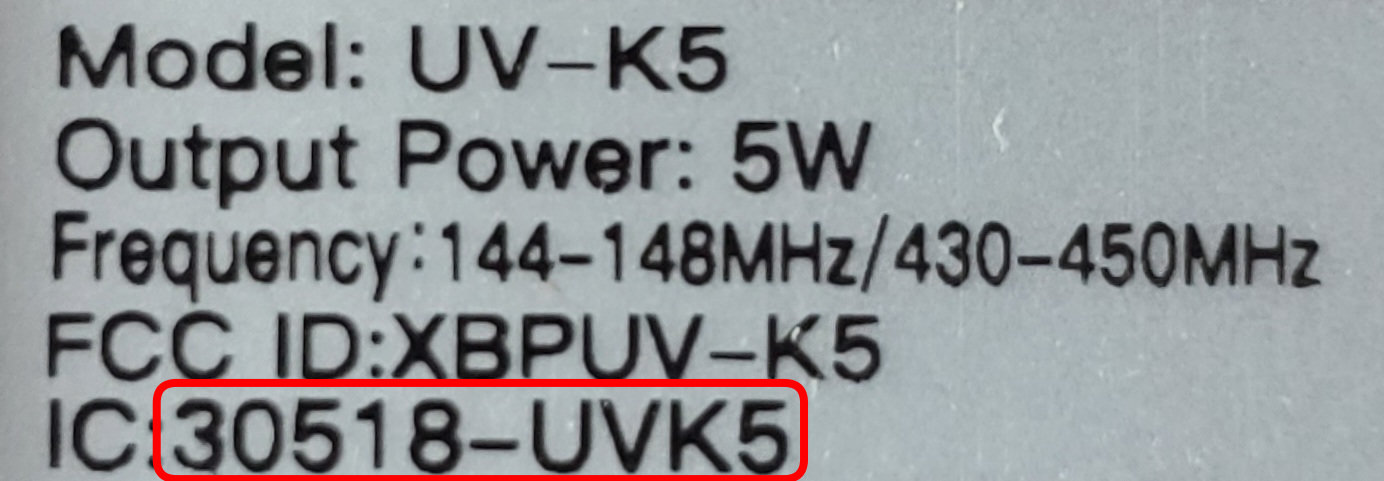 Model: UV-K5
Output Power: 5W
Frequency:144-148MHz/430-450MHz
FCC ID:XBPUV-K5
IC:30518-UVK5